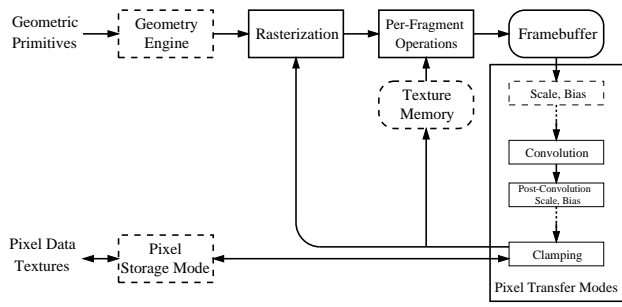 Geometric
Primitives
Geometry
Engine
Rasterization
Per-Fragment
Operations
Framebuffer
Texture
Memory
Scale, Bias
Convolution
Post-Convolution
Scale, Bias
Clamping
Pixel Data
Textures
Pixel
Storage Mode
Pixel Transfer Modes